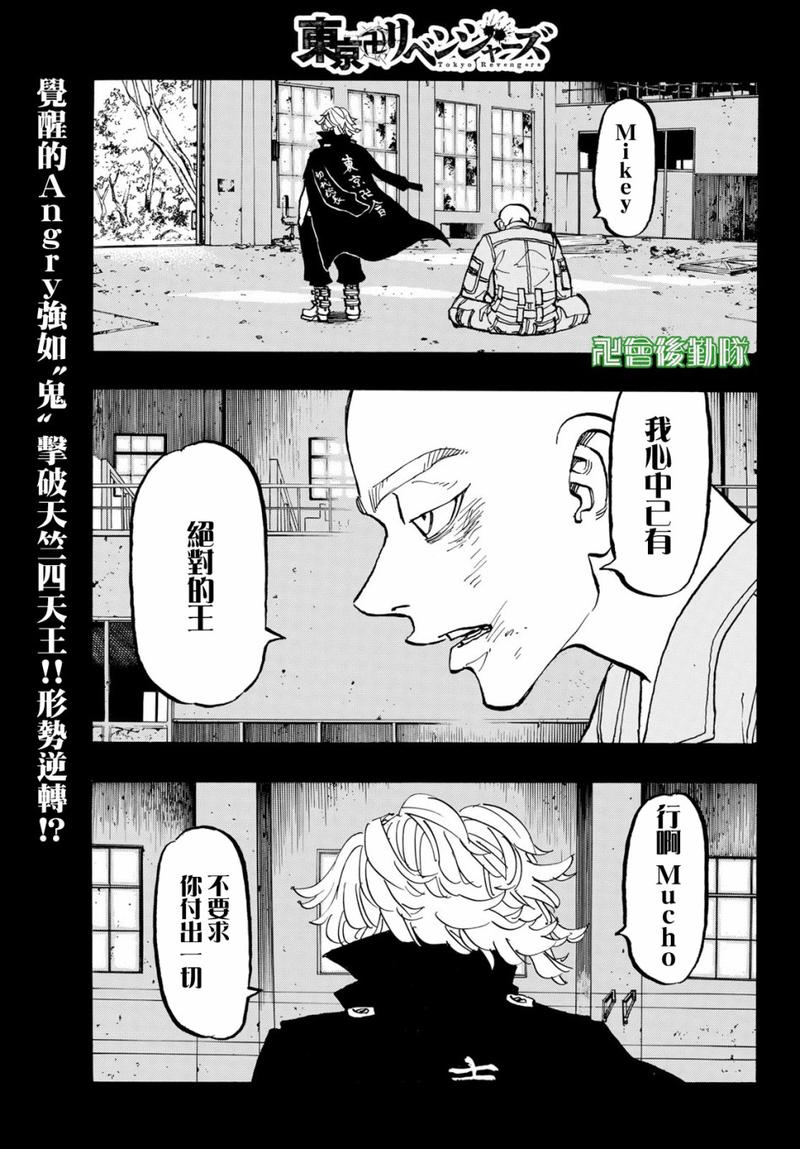 東京卍リベンジャーズ
Tokyo Revengers
覺醒的Angry強如〝鬼〞擊破天竺四天王!!形勢逆轉!?
Mikey
東京卍會
卍會後勤隊
我心中已有
絕對的王
行啊 Mucho
不要求
你付出一切